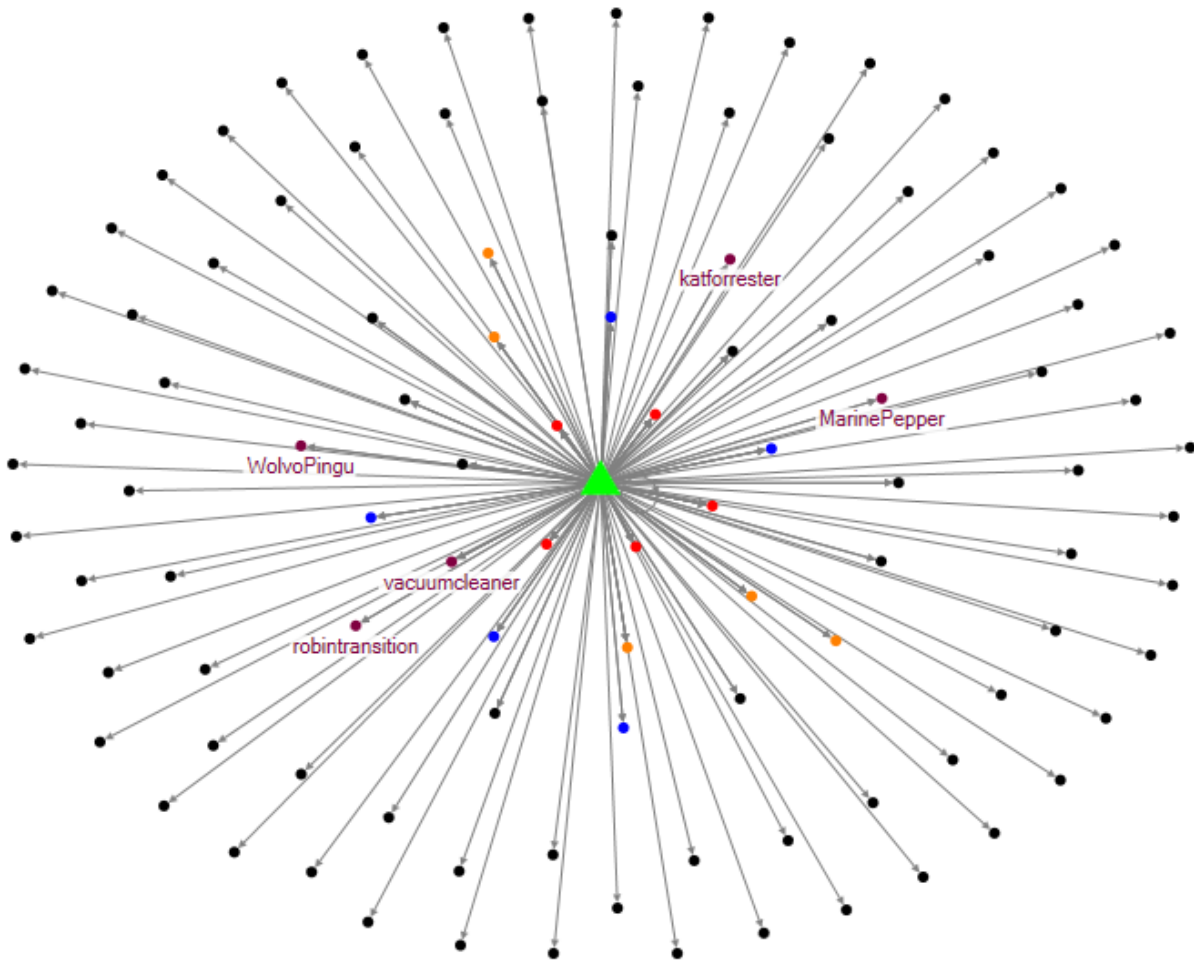 katforrester
MarinePepper
WolvoPingu
vacuumcleaner
robintransition